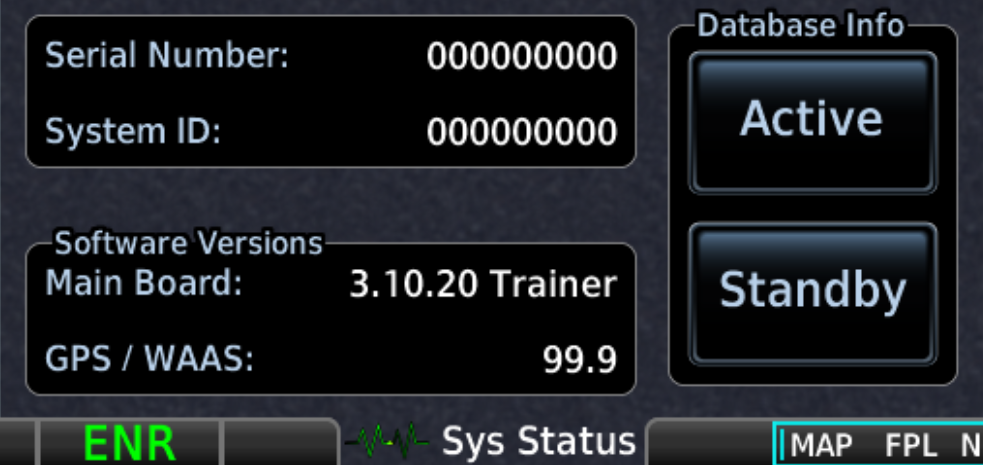 Serial Number: 000000000
System ID: 000000000
Database Info
Active
Standby
Software Versions
Main Board: 3.10.20 Trainer
GPS / WAAS: 99.9
ENR
Sys Status
MAP FPL N